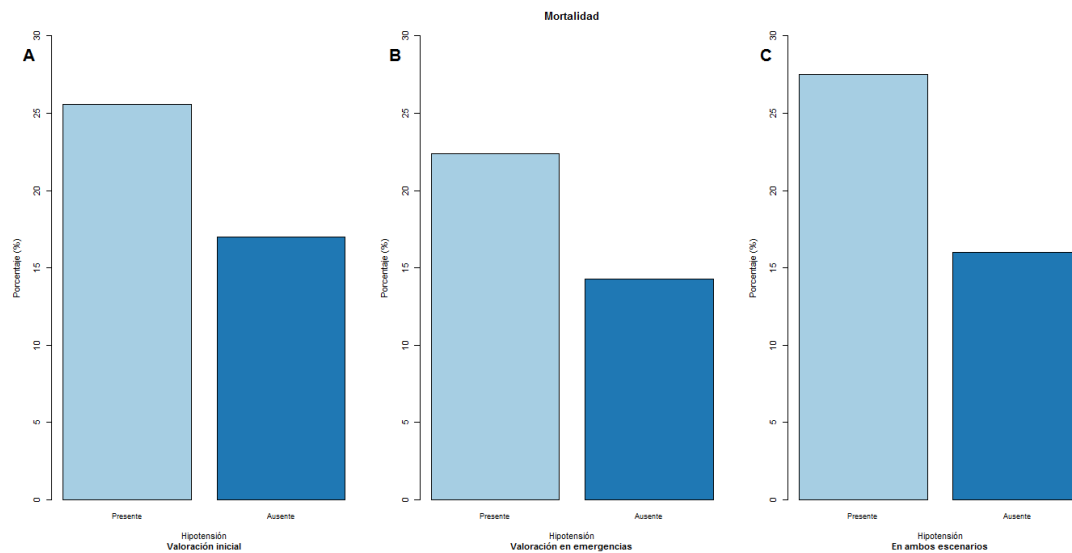 Mortalidad
A
Porcentaje (%)
30
25
20
15
10
5
0
Presente
Ausente
Hipotensión
Valoración inicial
B
Porcentaje (%)
30
25
20
15
10
5
0
Presente
Ausente
Hipotensión
Valoración en emergencias
C
Porcentaje (%)
30
25
20
15
10
5
0
Presente
Ausente
Hipotensión
En ambos escenarios